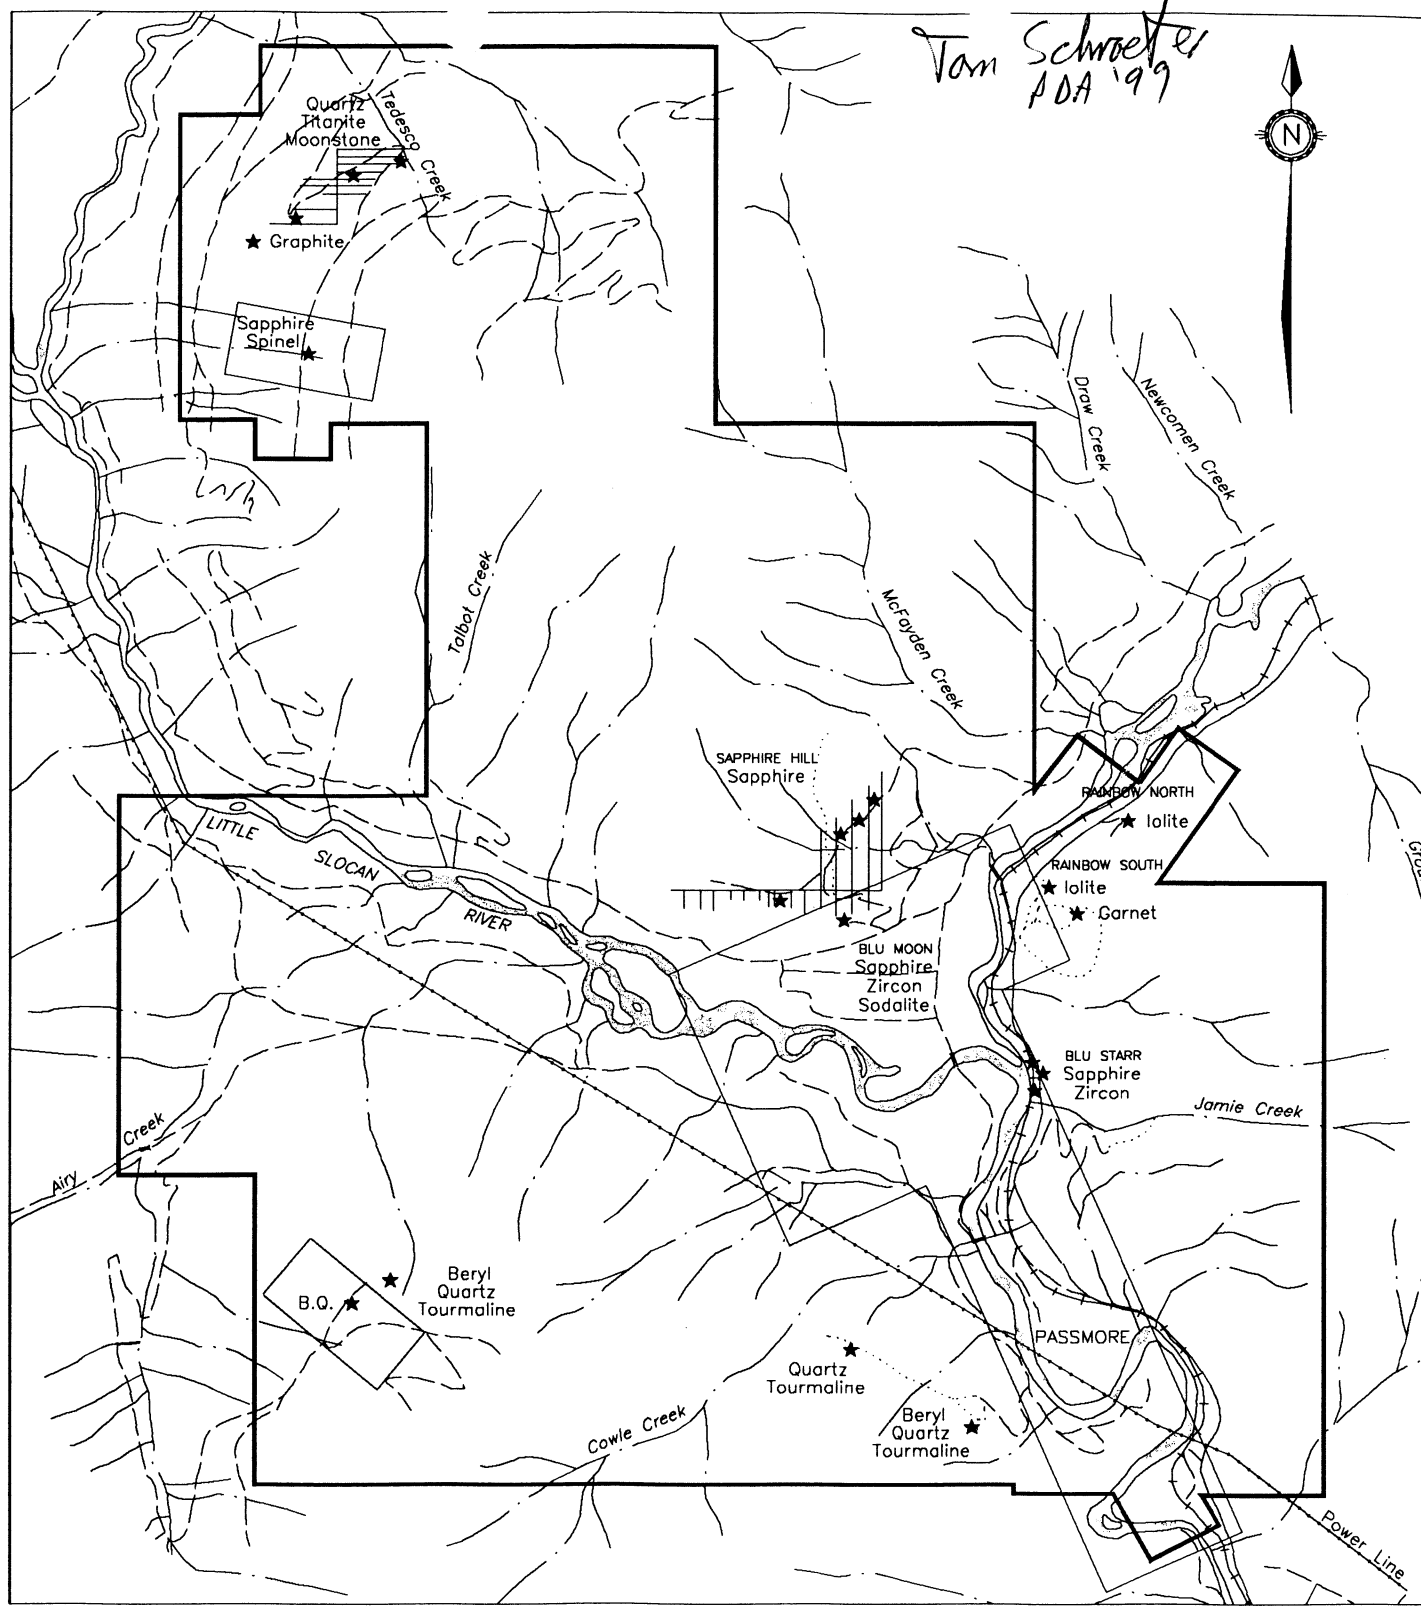 Tom Schroeter
PDA '99
N
Quartz
Titanite
Moonstone
Tedesco Creek
Graphite
Sapphire
Spinel
Draw Creek
Newcomen Creek
Talbot Creek
McFayden Creek
SAPPHIRE HILL
Sapphire
RAINBOW NORTH
Iolite
LITTLE
SLOCAN
RIVER
RAINBOW SOUTH
Iolite
Garnet
BLU MOON
Sapphire
Zircon
Sodalite
BLU STARR
Sapphire
Zircon
Jamie Creek
Airy Creek
Beryl
Quartz
Tourmaline
B.Q.
PASSMORE
Quartz
Tourmaline
Beryl
Quartz
Tourmaline
Cowie Creek
Power Line